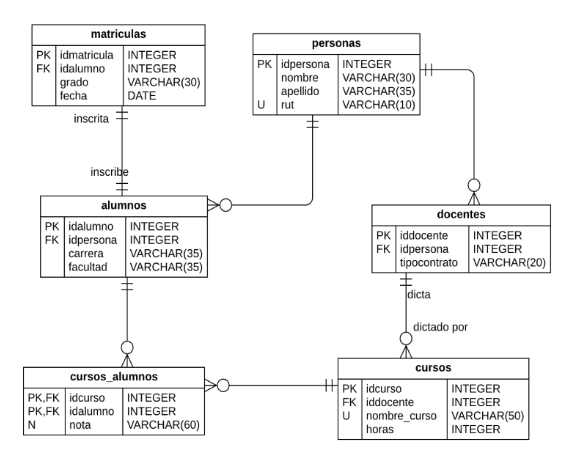 matriculas
PK idmatricula INTEGER
FK idalumno INTEGER
grado VARCHAR(30)
fecha DATE
personas
PK idpersona INTEGER
nombre VARCHAR(30)
apellido VARCHAR(35)
U rut VARCHAR(10)
inscrita
inscribe
alumnos
PK idalumno INTEGER
FK idpersona INTEGER
carrera VARCHAR(35)
facultad VARCHAR(35)
docentes
PK iddocente INTEGER
FK idpersona INTEGER
tipocontrato VARCHAR(20)
dicta
dictado por
cursos_alumnos
PK,FK idcurso INTEGER
PK,FK idalumno INTEGER
N nota VARCHAR(60)
cursos
PK idcurso INTEGER
FK iddocente INTEGER
U nombre_curso VARCHAR(50)
horas INTEGER